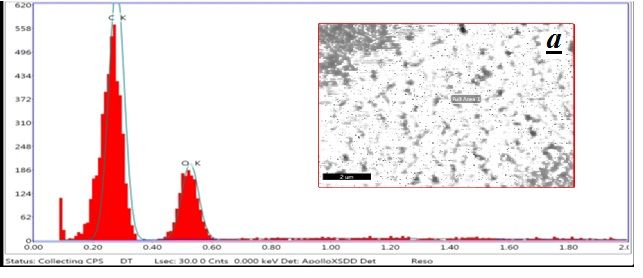 620
558
496
434
372
310
248
186
124
62
0
C K
O K
a
Full Area 1
2 um
0.00 0.20 0.40 0.60 0.80 1.00 1.20 1.40 1.60 1.80 2.0
Status: Collecting CPS DT Lsec: 30.0 0 Cnts 0.000 keV Det: ApolloXSDD Det Reso